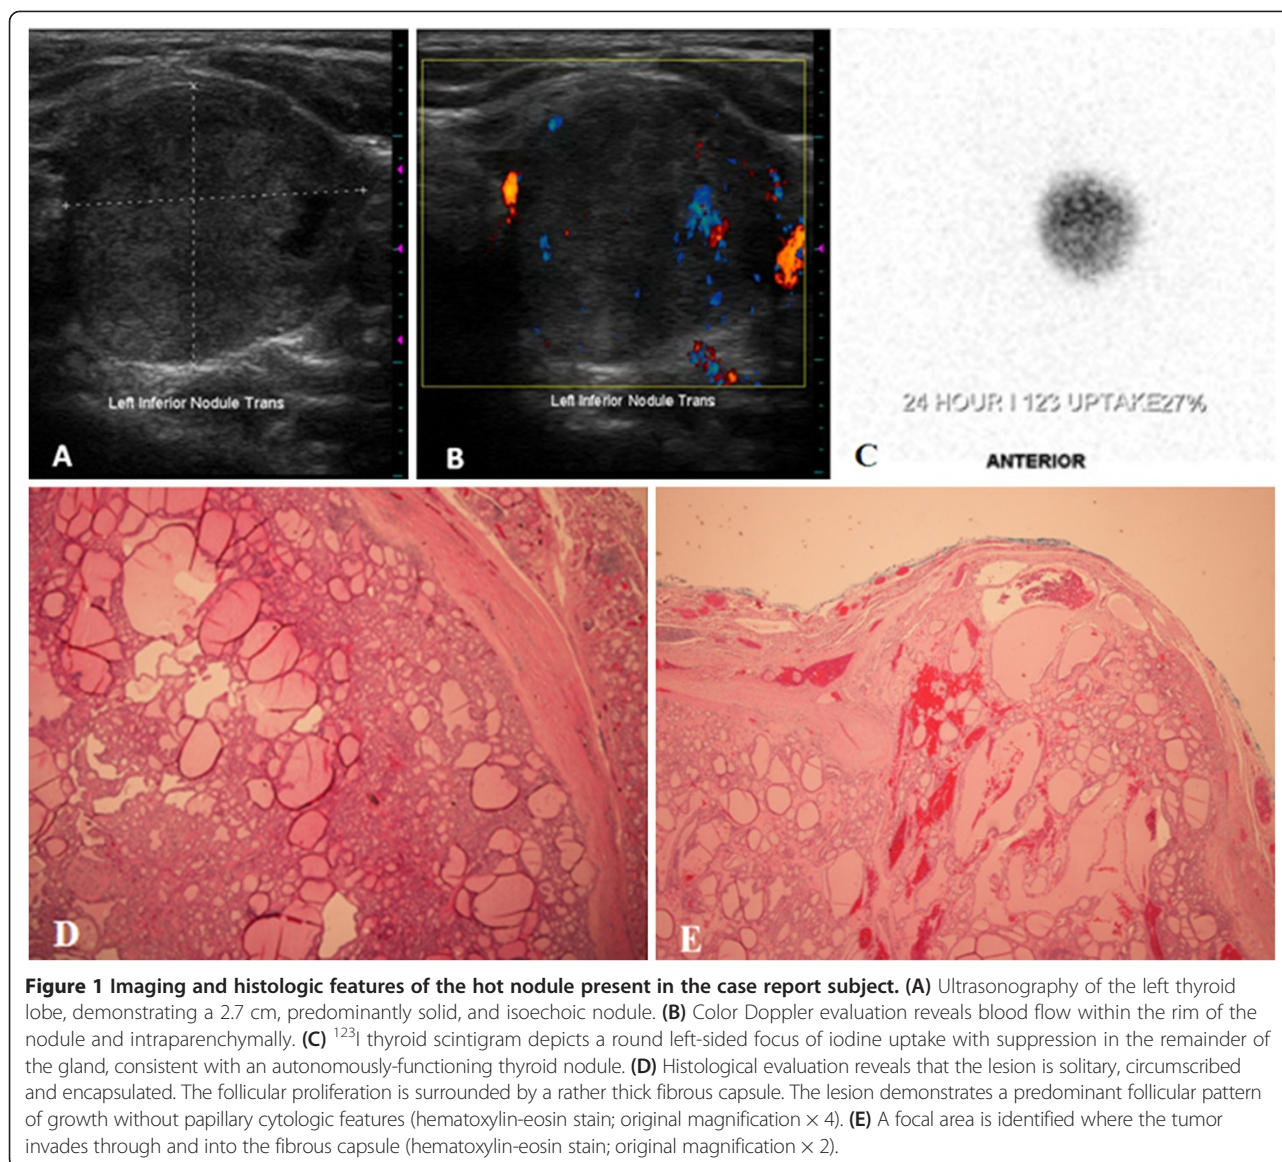 Left Inferior Nodule Trans
A
Left Inferior Nodule Trans
B
24 HOUR I 123 UPTAKE27%
C
ANTERIOR
D
E
Figure 1 Imaging and histologic features of the hot nodule present in the case report subject. (A) Ultrasonography of the left thyroid
lobe, demonstrating a 2.7 cm, predominantly solid, and isoechoic nodule. (B) Color Doppler evaluation reveals blood flow within the rim of the
nodule and intraparenchymally. (C) ¹²³I thyroid scintigram depicts a round left-sided focus of iodine uptake with suppression in the remainder of
the gland, consistent with an autonomously-functioning thyroid nodule. (D) Histological evaluation reveals that the lesion is solitary, circumscribed
and encapsulated. The follicular proliferation is surrounded by a rather thick fibrous capsule. The lesion demonstrates a predominant follicular pattern
of growth without papillary cytologic features (hematoxylin-eosin stain; original magnification × 4). (E) A focal area is identified where the tumor
invades through and into the fibrous capsule (hematoxylin-eosin stain; original magnification × 2).